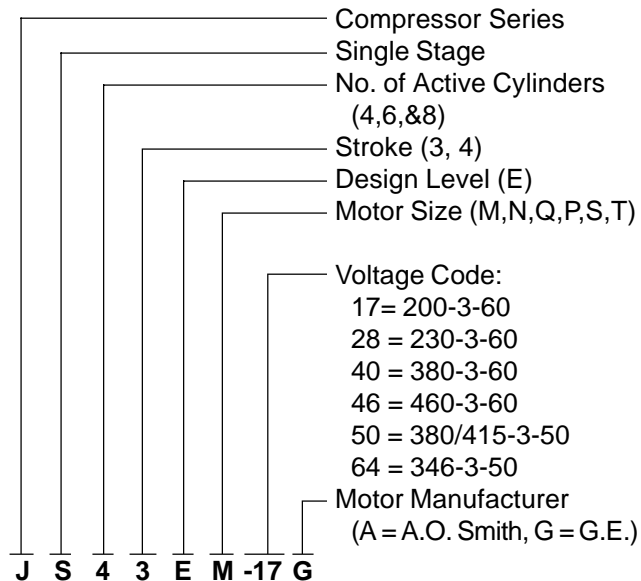 Compressor Series
Single Stage
No. of Active Cylinders
(4,6,&8)
Stroke (3, 4)
Design Level (E)
Motor Size (M,N,Q,P,S,T)
Voltage Code:
17= 200-3-60
28 = 230-3-60
40 = 380-3-60
46 = 460-3-60
50 = 380/415-3-50
64 = 346-3-50
Motor Manufacturer
(A = A.O. Smith, G = G.E.)
J S 4 3 E M -17 G